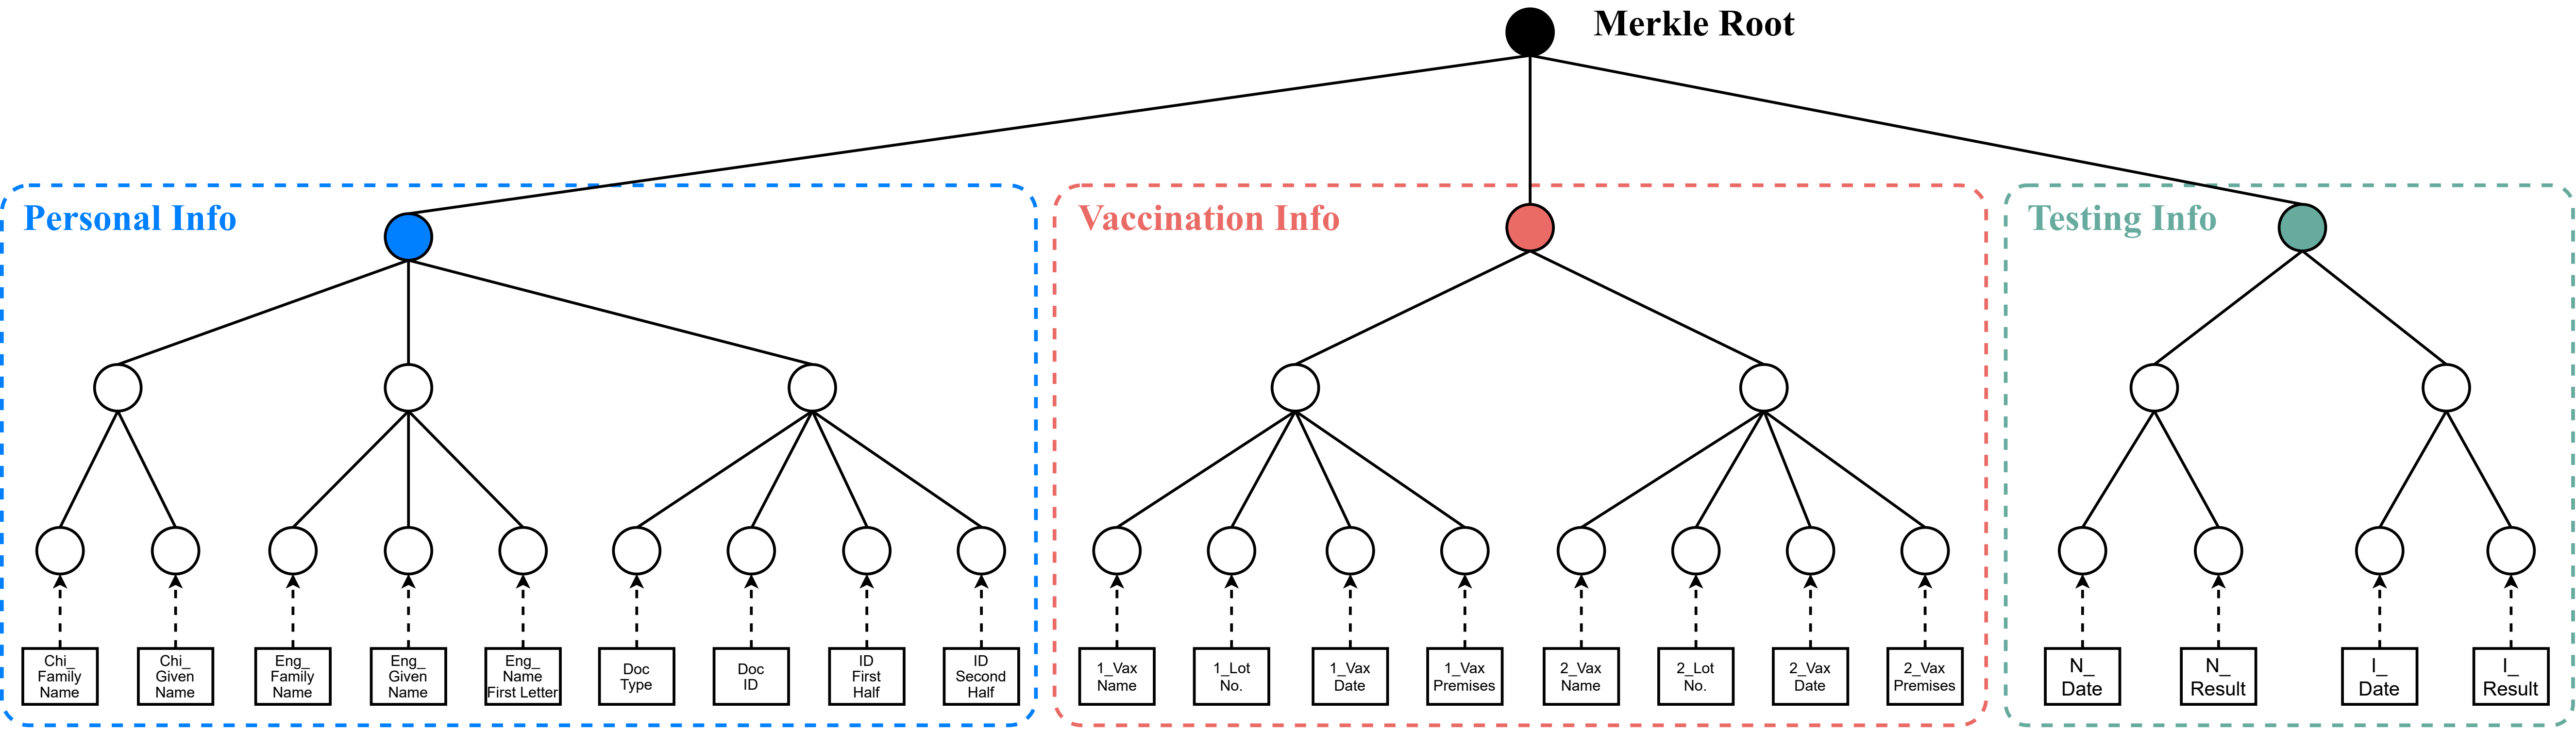 Merkle Root
Personal Info
Vaccination Info
Testing Info
Chi_
Family
Name
Chi_
Given
Name
Eng_
Family
Name
Eng_
Given
Name
Eng_
Name
First Letter
Doc
Type
Doc
ID
ID
First
Half
ID
Second
Half
1_Vax
Name
1_Lot
No.
1_Vax
Date
1_Vax
Premises
2_Vax
Name
2_Lot
No.
2_Vax
Date
2_Vax
Premises
N_
Date
N_
Result
I_
Date
I_
Result